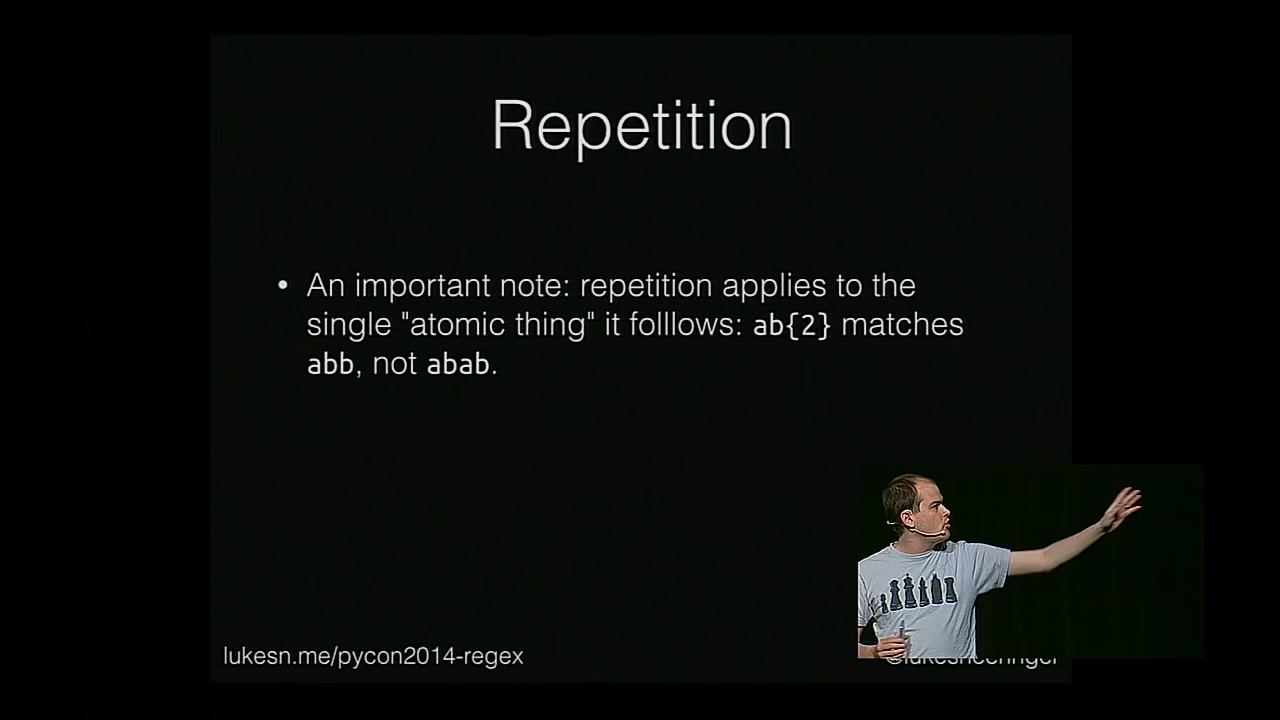 Repetition
• An important note: repetition applies to the
single "atomic thing" it folllows: ab{2} matches
abb, not abab.
lukesn.me/pycon2014-regex